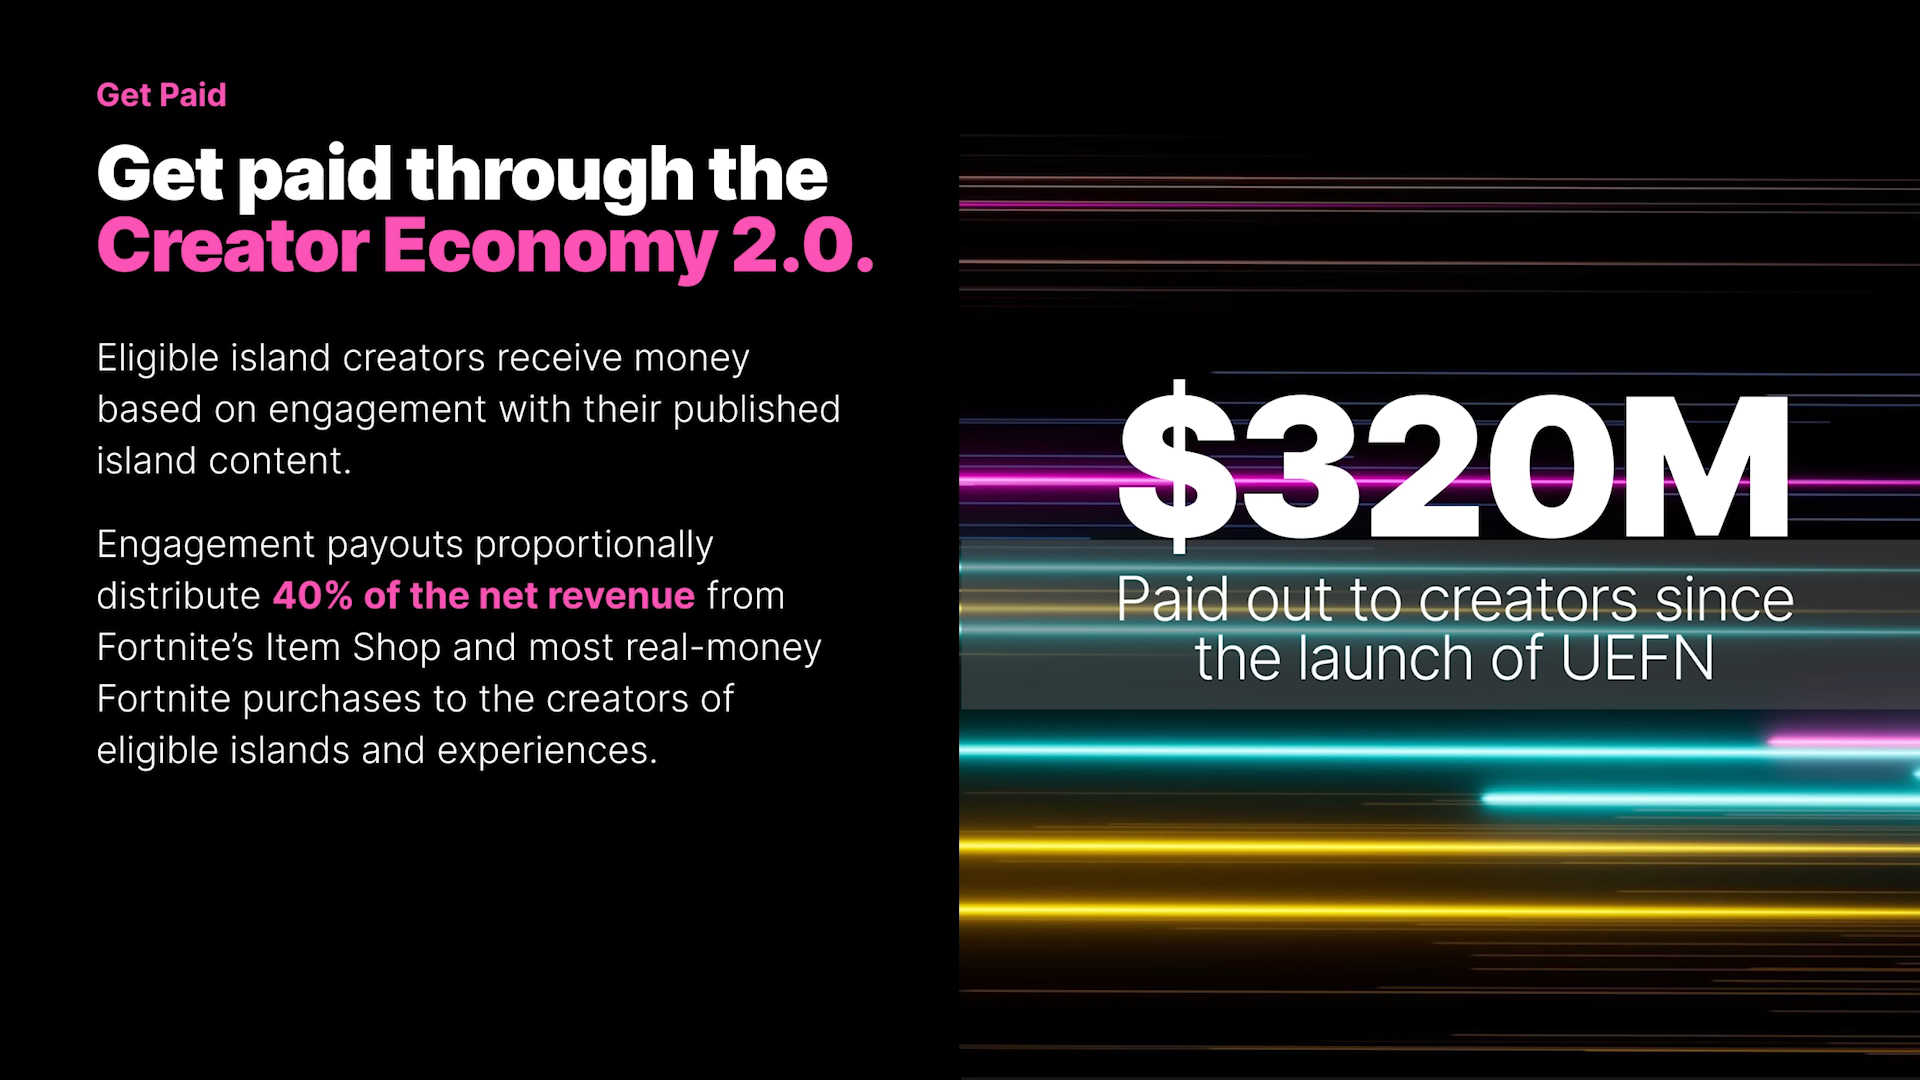 Get Paid
Get paid through the
Creator Economy 2.0.
Eligible island creators receive money
based on engagement with their published
island content.
Engagement payouts proportionally
distribute 40% of the net revenue from
Fortnite’s Item Shop and most real-money
Fortnite purchases to the creators of
eligible islands and experiences.
$320M
Paid out to creators since
the launch of UEFN